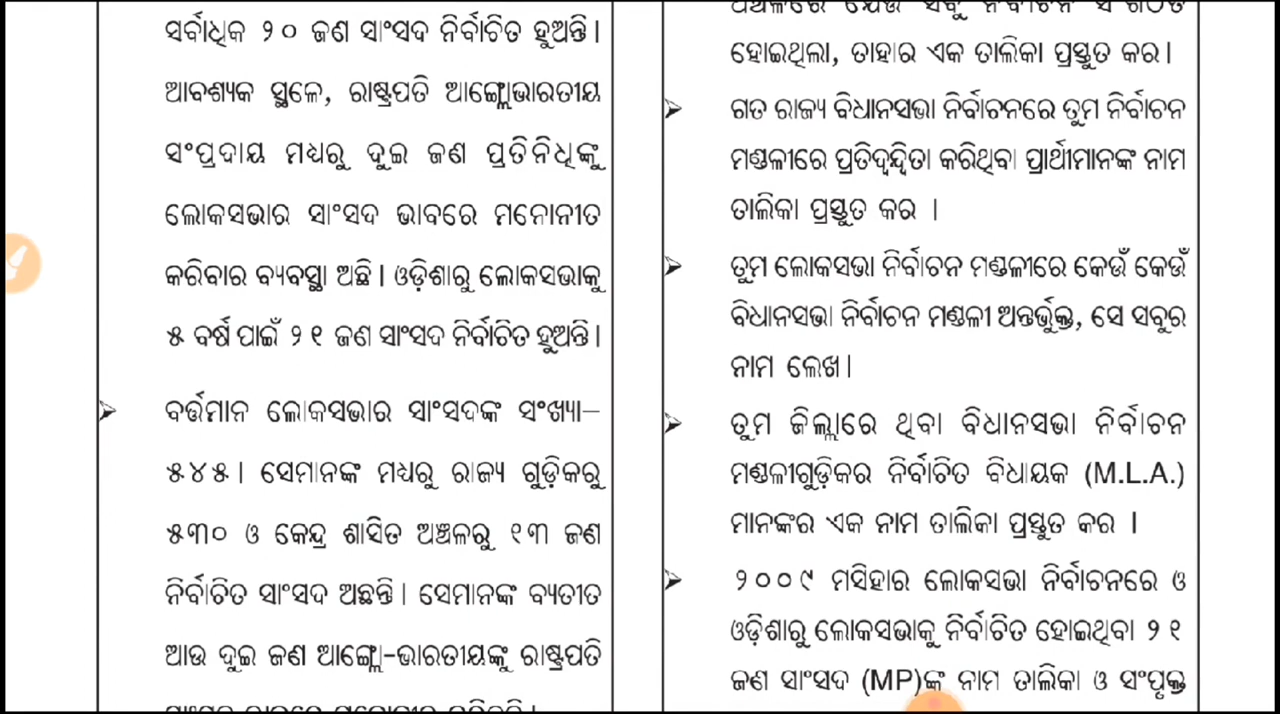 ସର୍ବାଧିକ ୨୦ ଜଣ ସାଂସଦ ନିର୍ବାଚିତ ହୁଅନ୍ତି।
ଆବଶ୍ୟକ ସ୍ଥଳେ, ରାଷ୍ଟ୍ରପତି ଆଙ୍ଗ୍ଲୋଭାରତୀୟ
ସଂପ୍ରଦାୟ ମଧ୍ୟରୁ ଦୁଇ ଜଣ ପ୍ରତିନିଧିଙ୍କୁ
ଲୋକସଭାର ସାଂସଦ ଭାବରେ ମନୋନୀତ
କରିବାର ବ୍ୟବସ୍ଥା ଅଛି। ଓଡ଼ିଶାରୁ ଲୋକସଭାକୁ
୫ ବର୍ଷ ପାଇଁ ୨୧ ଜଣ ସାଂସଦ ନିର୍ବାଚିତ ହୁଅନ୍ତି।
➢ ବର୍ତ୍ତମାନ ଲୋକସଭାର ସାଂସଦଙ୍କ ସଂଖ୍ୟା–
୫୪୫। ସେମାନଙ୍କ ମଧ୍ୟରୁ ରାଜ୍ୟ ଗୁଡ଼ିକରୁ
୫୩୦ ଓ କେନ୍ଦ୍ର ଶାସିତ ଅଞ୍ଚଳରୁ ୧୩ ଜଣ
ନିର୍ବାଚିତ ସାଂସଦ ଅଛନ୍ତି। ସେମାନଙ୍କ ବ୍ୟତୀତ
ଆଉ ଦୁଇ ଜଣ ଆଙ୍ଗ୍ଲୋ-ଭାରତୀୟଙ୍କୁ ରାଷ୍ଟ୍ରପତି
ହୋଇଥିଲା, ତାହାର ଏକ ତାଲିକା ପ୍ରସ୍ତୁତ କର।
➢ ଗତ ରାଜ୍ୟ ବିଧାନସଭା ନିର୍ବାଚନରେ ତୁମ ନିର୍ବାଚନ
ମଣ୍ଡଳୀରେ ପ୍ରତିଦ୍ୱନ୍ଦ୍ୱିତା କରିଥିବା ପ୍ରାର୍ଥୀମାନଙ୍କ ନାମ
ତାଲିକା ପ୍ରସ୍ତୁତ କର ।
➢ ତୁମ ଲୋକସଭା ନିର୍ବାଚନ ମଣ୍ଡଳୀରେ କେଉଁ କେଉଁ
ବିଧାନସଭା ନିର୍ବାଚନ ମଣ୍ଡଳୀ ଅନ୍ତର୍ଭୁକ୍ତ, ସେ ସବୁର
ନାମ ଲେଖ।
➢ ତୁମ ଜିଲ୍ଲାରେ ଥିବା ବିଧାନସଭା ନିର୍ବାଚନ
ମଣ୍ଡଳୀଗୁଡ଼ିକର ନିର୍ବାଚିତ ବିଧାୟକ (M.L.A.)
ମାନଙ୍କର ଏକ ନାମ ତାଲିକା ପ୍ରସ୍ତୁତ କର ।
➢ ୨୦୦୯ ମସିହାର ଲୋକସଭା ନିର୍ବାଚନରେ ଓ
ଓଡ଼ିଶାରୁ ଲୋକସଭାକୁ ନିର୍ବାଚିତ ହୋଇଥିବା ୨୧
ଜଣ ସାଂସଦ (MP)ଙ୍କ ନାମ ତାଲିକା ଓ ସଂପୃକ୍ତ